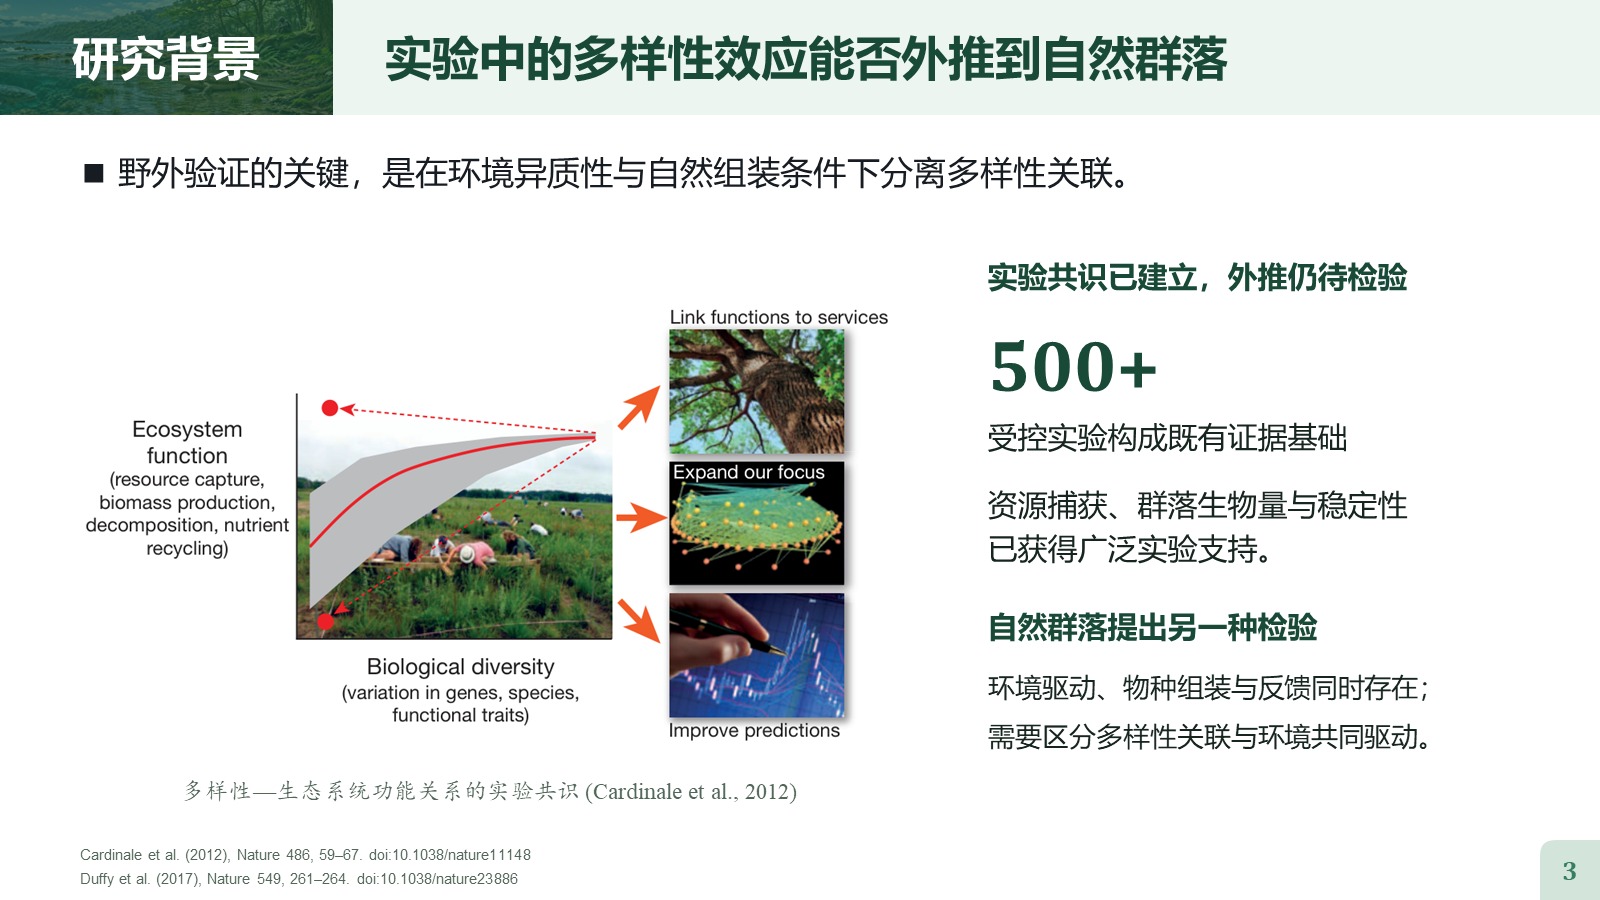 研究背景
实验中的多样性效应能否外推到自然群落
■ 野外验证的关键，是在环境异质性与自然组装条件下分离多样性关联。
Ecosystem
function
(resource capture,
biomass production,
decomposition, nutrient
recycling)
Biological diversity
(variation in genes, species,
functional traits)
Link functions to services
Expand our focus
Improve predictions
多样性—生态系统功能关系的实验共识 (Cardinale et al., 2012)
实验共识已建立，外推仍待检验
500+
受控实验构成既有证据基础
资源捕获、群落生物量与稳定性
已获得广泛实验支持。
自然群落提出另一种检验
环境驱动、物种组装与反馈同时存在；
需要区分多样性关联与环境共同驱动。
Cardinale et al. (2012), Nature 486, 59–67. doi:10.1038/nature11148
Duffy et al. (2017), Nature 549, 261–264. doi:10.1038/nature23886
3